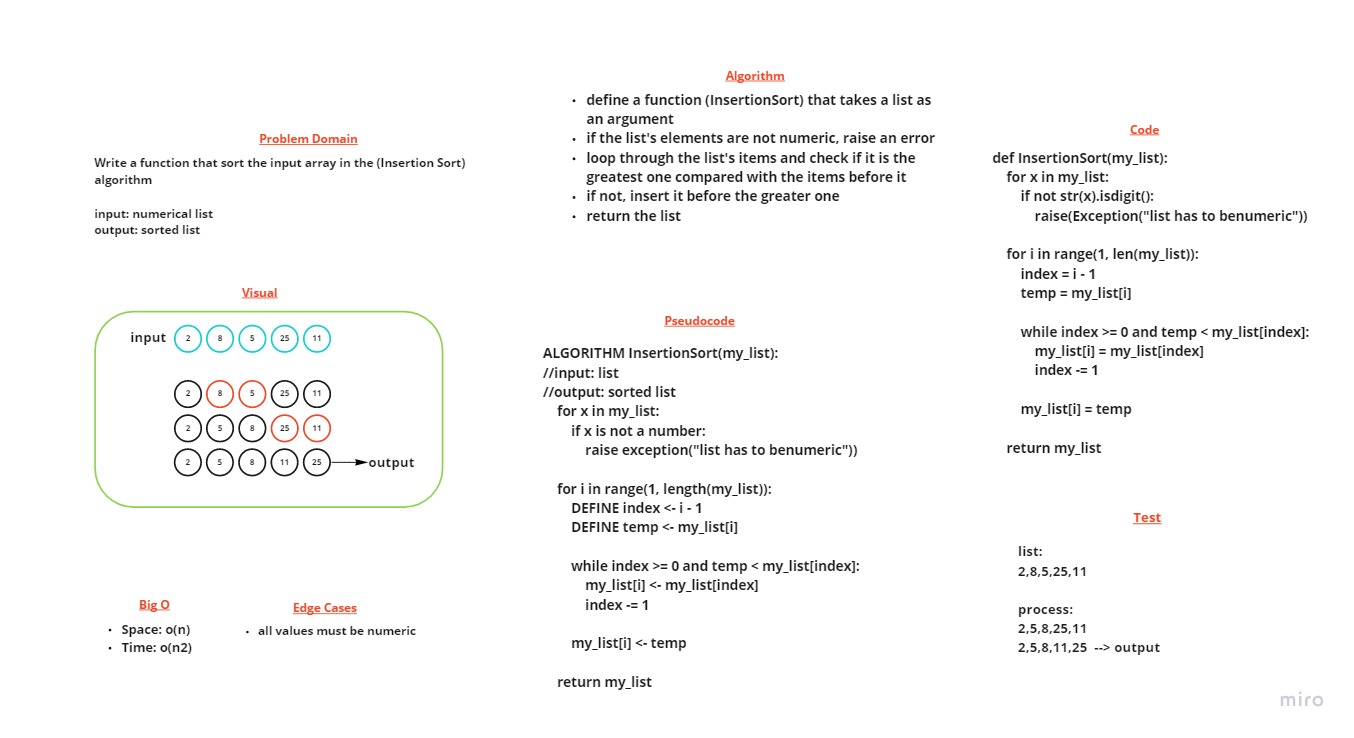 Problem Domain
Write a function that sort the input array in the (Insertion Sort)
algorithm
input: numerical list
output: sorted list
Visual
input 2 8 5 25 11
2 8 5 25 11
2 5 8 25 11
2 5 8 11 25 output
Big O
• Space: o(n)
• Time: o(n2)
Edge Cases
• all values must be numeric
Algorithm
• define a function (InsertionSort) that takes a list as
an argument
• if the list's elements are not numeric, raise an error
• loop through the list's items and check if it is the
greatest one compared with the items before it
• if not, insert it before the greater one
• return the list
Pseudocode
ALGORITHM InsertionSort(my_list):
//input: list
//output: sorted list
for x in my_list:
if x is not a number:
raise exception("list has to benumeric"))
for i in range(1, length(my_list)):
DEFINE index <- i - 1
DEFINE temp <- my_list[i]
while index >= 0 and temp < my_list[index]:
my_list[i] <- my_list[index]
index -= 1
my_list[i] <- temp
return my_list
Code
def InsertionSort(my_list):
for x in my_list:
if not str(x).isdigit():
raise(Exception("list has to benumeric"))
for i in range(1, len(my_list)):
index = i - 1
temp = my_list[i]
while index >= 0 and temp < my_list[index]:
my_list[i] = my_list[index]
index -= 1
my_list[i] = temp
return my_list
Test
list:
2,8,5,25,11
process:
2,5,8,25,11
2,5,8,11,25 --> output
miro